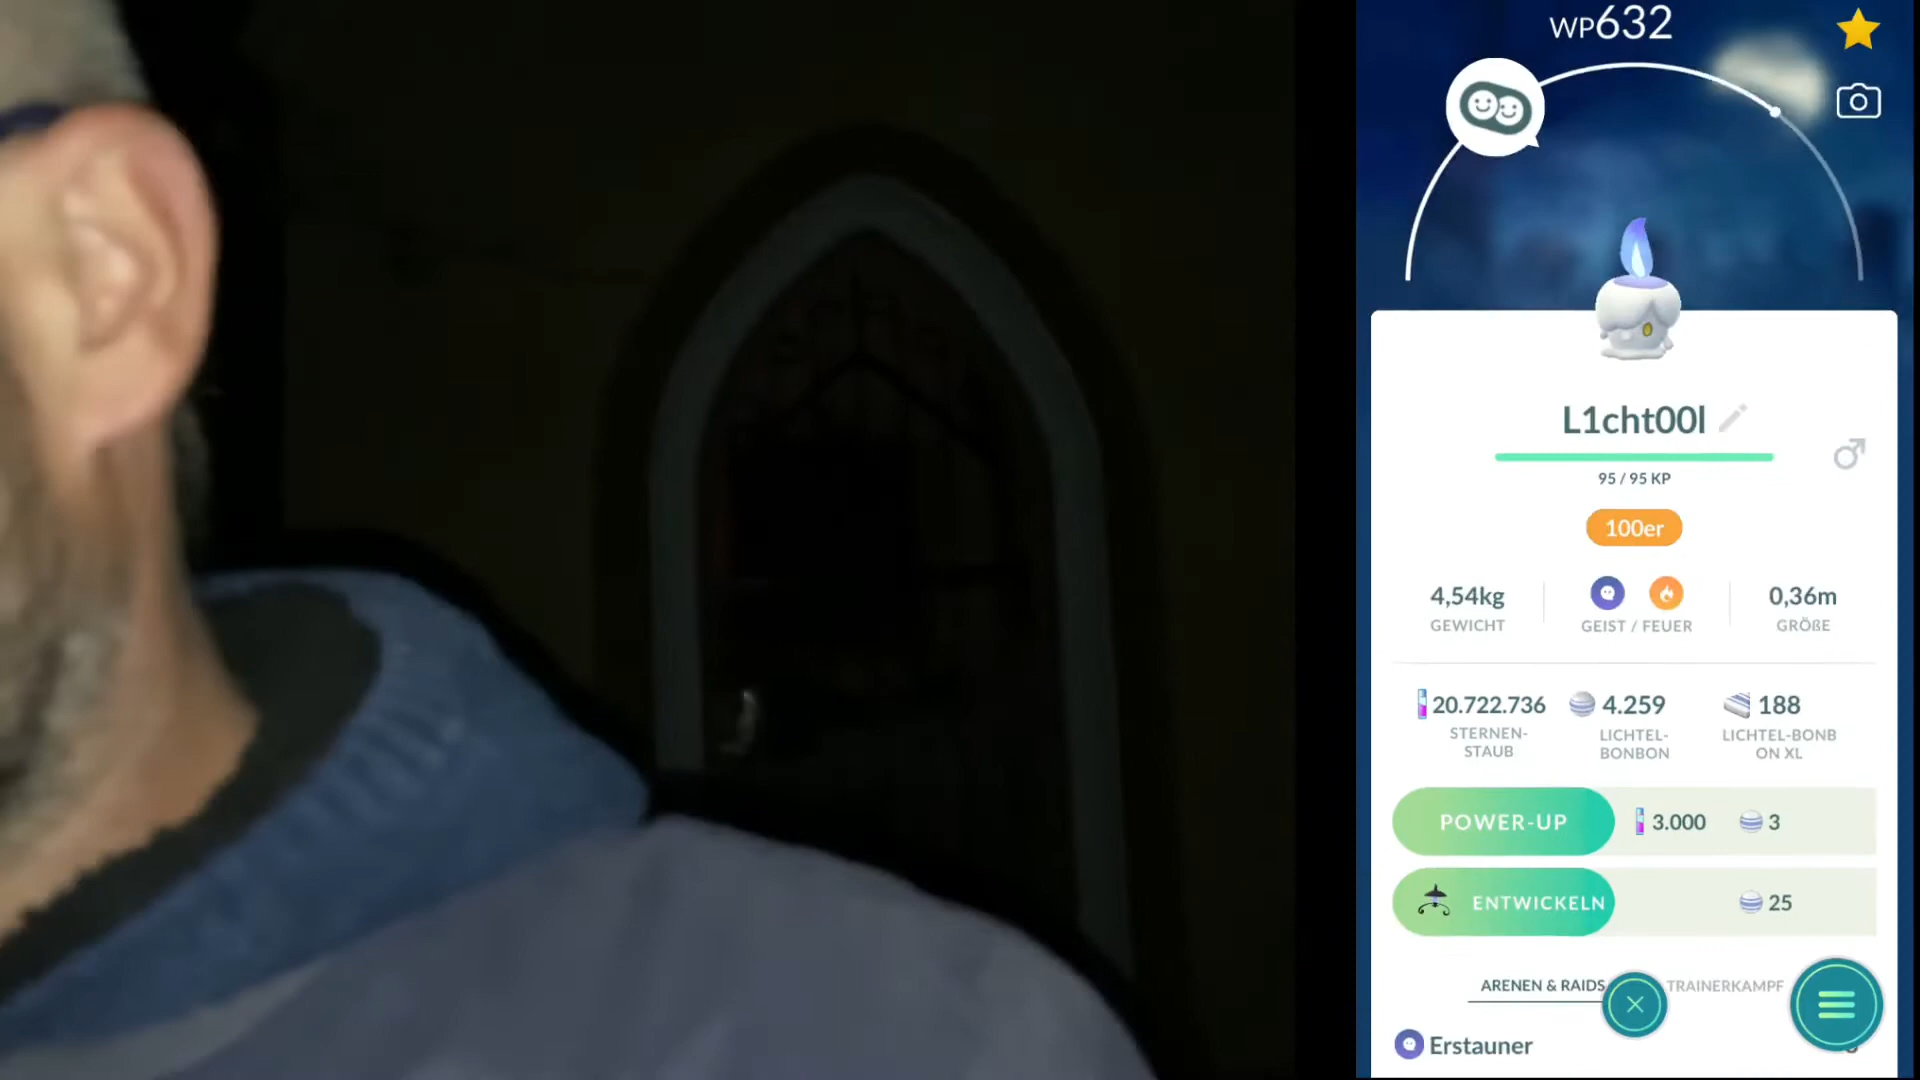 WP632
L1cht00l
95 / 95 KP
100er
4,54kg
GEWICHT
GEIST / FEUER
0,36m
GRÖßE
20.722.736
STERNEN-
STAUB
4.259
LICHTEL-
BONBON
188
LICHTEL-BONB
ON XL
POWER-UP
3.000
3
ENTWICKELN
25
ARENEN & RAIDS
TRAINERKAMPF
Erstauner